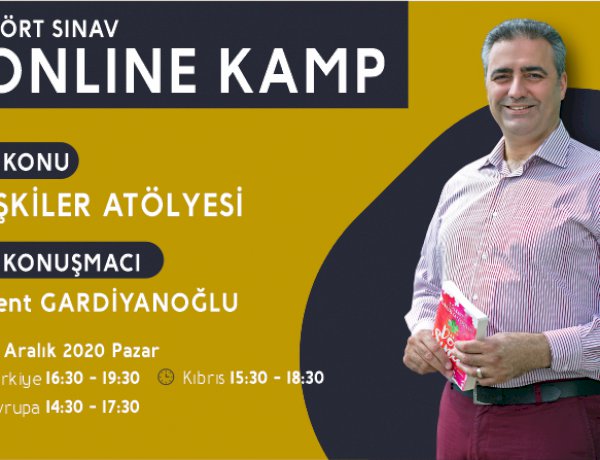 ÖRT SINAV
ONLINE KAMP
KONU
ŞKİLER ATÖLYESİ
KONUŞMACI
ent GARDİYANOĞLU
Aralık 2020 Pazar
rkiye 16:30 - 19:30 Kıbrıs 15:30 - 18:30
vrupa 14:30 - 17:30